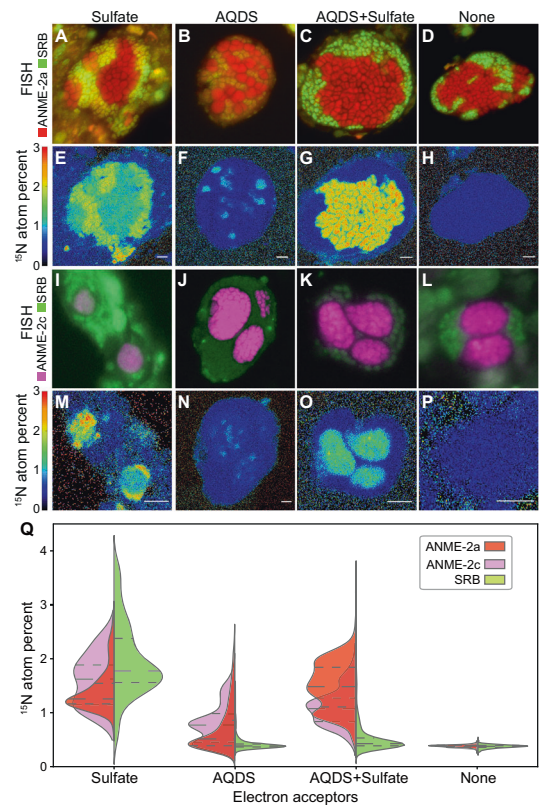 Sulfate AQDS AQDS+Sulfate None
FISH
ANME-2a SRB
A B C D
¹⁵N atom percent
3
2
1
0
E F G H
FISH
ANME-2c SRB
I J K L
¹⁵N atom percent
3
2
1
0
M N O P
Q
ANME-2a
ANME-2c
SRB
¹⁵N atom percent
4
3
2
1
0
Sulfate AQDS AQDS+Sulfate None
Electron acceptors